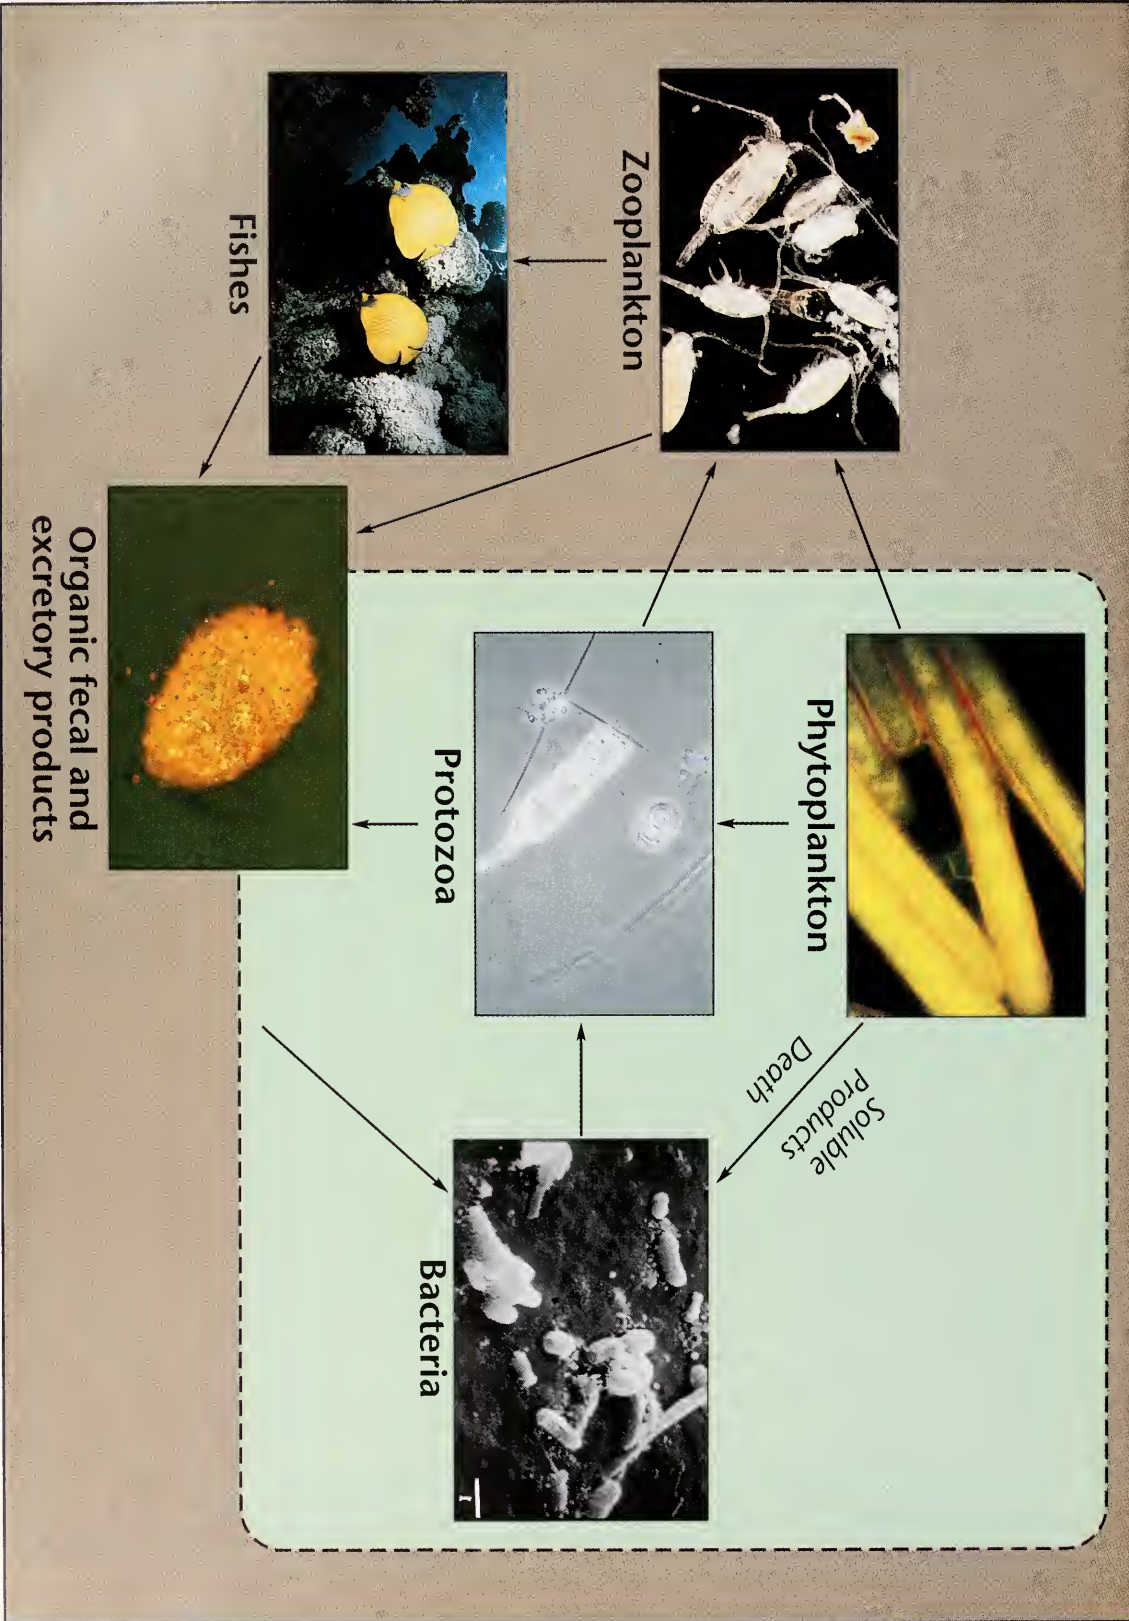 Phytoplankton
Soluble
Products
Death
Zooplankton
Protozoa
Bacteria
Fishes
Organic fecal and
excretory products